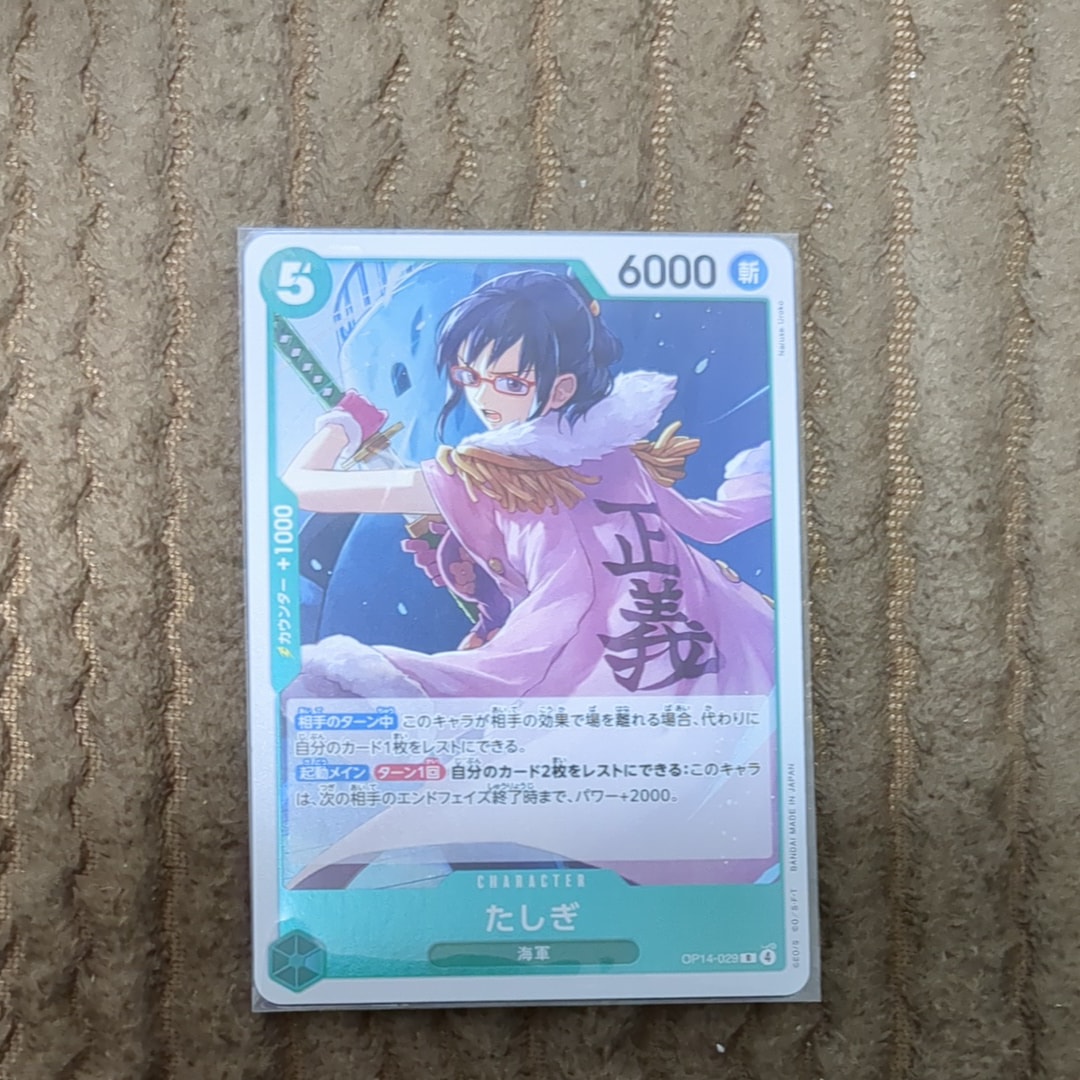 5
6000 斬
Naruse Uroko
カウンター +1000
正義
相手のターン中 このキャラが相手の効果で場を離れる場合、代わりに
自分のカード1枚をレストにできる。
起動メイン ターン1回 自分のカード2枚をレストにできる:このキャラ
は、次の相手のエンドフェイズ終了時まで、パワー+2000。
CHARACTER
たしぎ
海軍
OP14-029 R 4
BANDAI MADE IN JAPAN